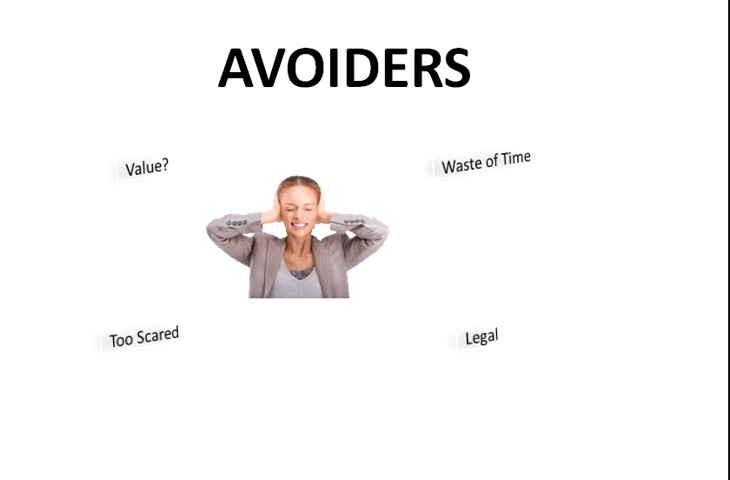 AVOIDERS
Value?
Waste of Time
Too Scared
Legal